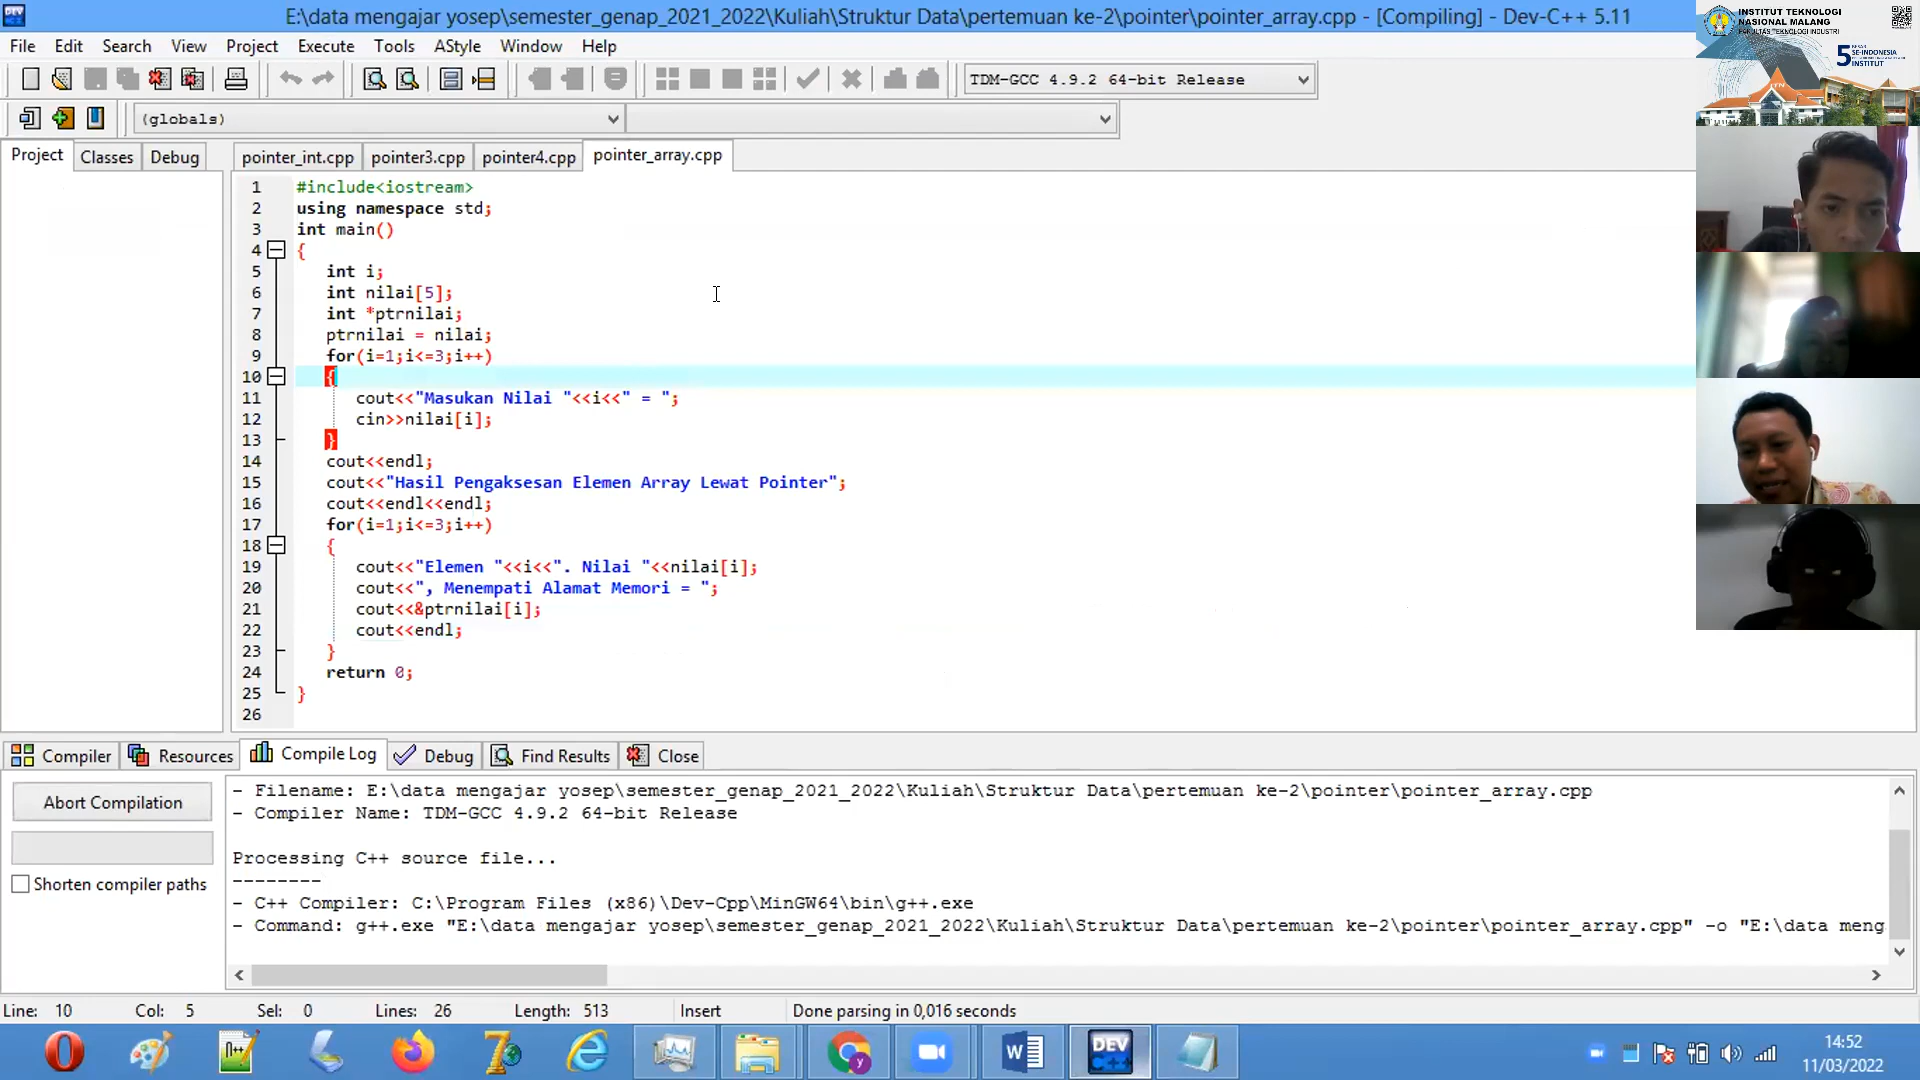 E:\data mengajar yosep\semester_genap_2021_2022\Kuliah\Struktur Data\pertemuan ke-2\pointer\pointer_array.cpp - [Compiling] - Dev-C++ 5.11
File Edit Search View Project Execute Tools AStyle Window Help
TDM-GCC 4.9.2 64-bit Release
(globals)
Project Classes Debug
pointer_int.cpp pointer3.cpp pointer4.cpp pointer_array.cpp
1 #include<iostream>
2 using namespace std;
3 int main()
4 {
5 int i;
6 int nilai[5];
7 int *ptrnilai;
8 ptrnilai = nilai;
9 for(i=1;i<=3;i++)
10 {
11 cout<<"Masukan Nilai "<<i<<" = ";
12 cin>>nilai[i];
13 }
14 cout<<endl;
15 cout<<"Hasil Pengaksesan Elemen Array Lewat Pointer";
16 cout<<endl<<endl;
17 for(i=1;i<=3;i++)
18 {
19 cout<<"Elemen "<<i<<". Nilai "<<nilai[i];
20 cout<<", Menempati Alamat Memori = ";
21 cout<<&ptrnilai[i];
22 cout<<endl;
23 }
24 return 0;
25 }
26
Compiler Resources Compile Log Debug Find Results Close
Abort Compilation
Shorten compiler paths
- Filename: E:\data mengajar yosep\semester_genap_2021_2022\Kuliah\Struktur Data\pertemuan ke-2\pointer\pointer_array.cpp
- Compiler Name: TDM-GCC 4.9.2 64-bit Release
Processing C++ source file...
--------
- C++ Compiler: C:\Program Files (x86)\Dev-Cpp\MinGW64\bin\g++.exe
- Command: g++.exe "E:\data mengajar yosep\semester_genap_2021_2022\Kuliah\Struktur Data\pertemuan ke-2\pointer\pointer_array.cpp" -o "E:\data meng
Line: 10 Col: 5 Sel: 0 Lines: 26 Length: 513 Insert Done parsing in 0,016 seconds
14:52
11/03/2022
INSTITUT TEKNOLOGI
NASIONAL MALANG
FAKULTAS TEKNOLOGI INDUSTRI
5
SE-INDONESIA
INSTITUT
DEV
C++